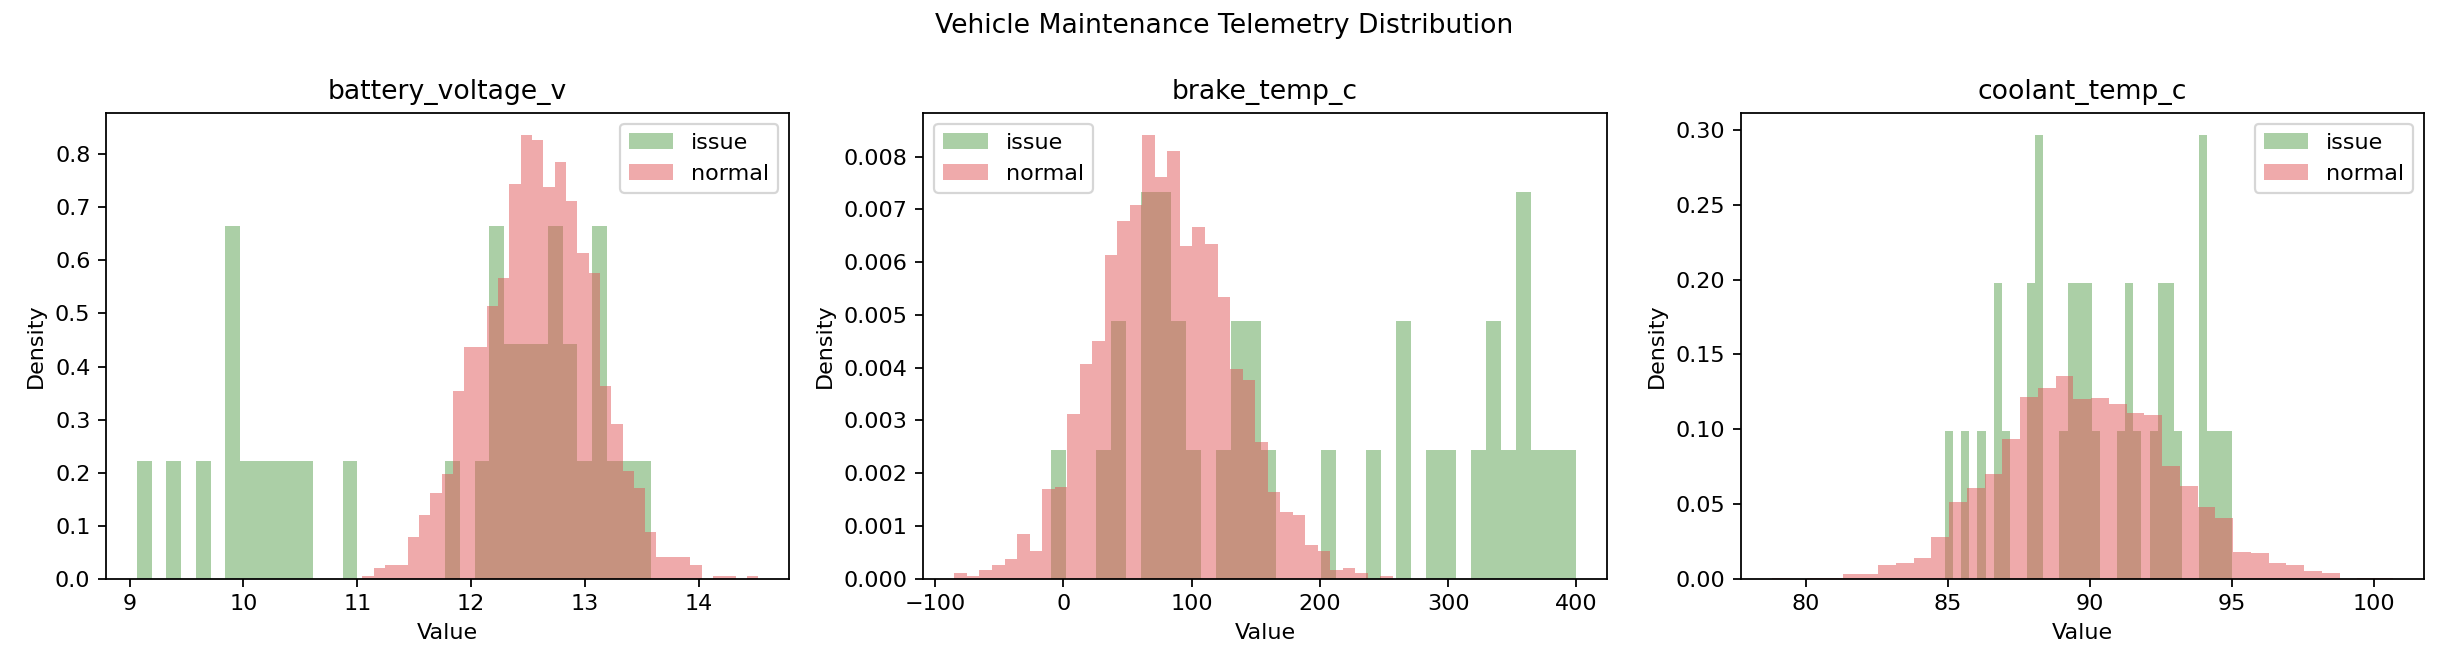 Vehicle Maintenance Telemetry Distribution
battery_voltage_v
issue
normal
0.8
0.7
0.6
0.5
0.4
0.3
0.2
0.1
0.0
Density
9 10 11 12 13 14
Value
brake_temp_c
issue
normal
0.008
0.007
0.006
0.005
0.004
0.003
0.002
0.001
0.000
Density
−100 0 100 200 300 400
Value
coolant_temp_c
issue
normal
0.30
0.25
0.20
0.15
0.10
0.05
0.00
Density
80 85 90 95 100
Value